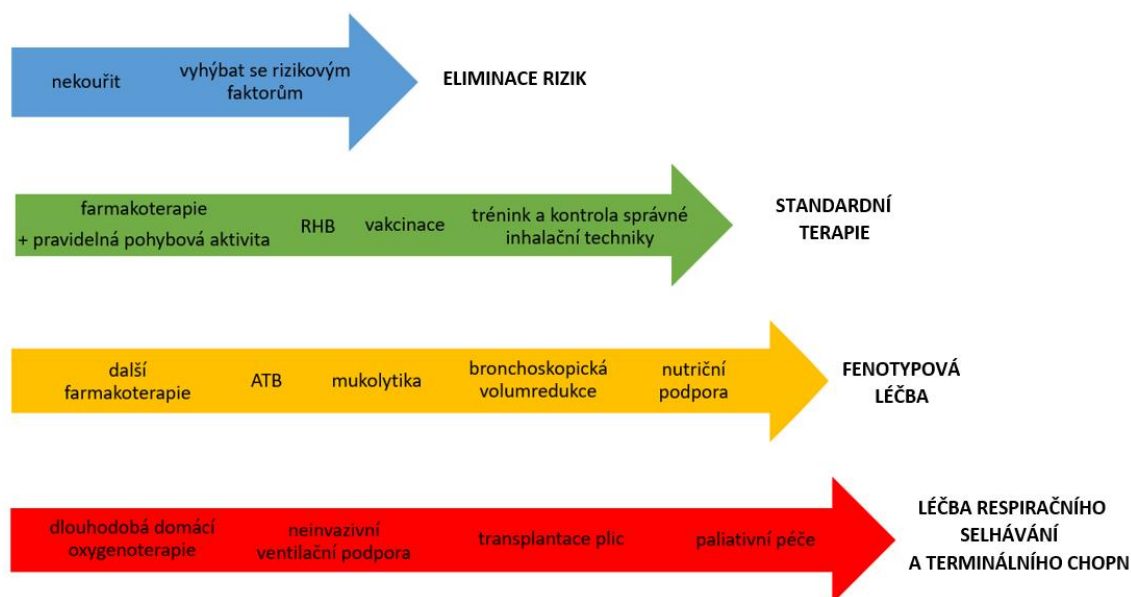 nekouřit
vyhýbat se rizikovým
faktorům
ELIMINACE RIZIK
farmakoterapie
+ pravidelná pohybová aktivita
RHB
vakcinace
trénink a kontrola správné
inhalační techniky
STANDARDNÍ
TERAPIE
další
farmakoterapie
ATB
mukolytika
bronchoskopická
volumredukce
nutriční
podpora
FENOTYPOVÁ
LÉČBA
dlouhodobá domácí
oxygenoterapie
neinvazivní
ventilační podpora
transplantace plic
paliativní péče
LÉČBA RESPIRAČNÍHO
SELHÁVÁNÍ
A TERMINÁLNÍHO CHOPN